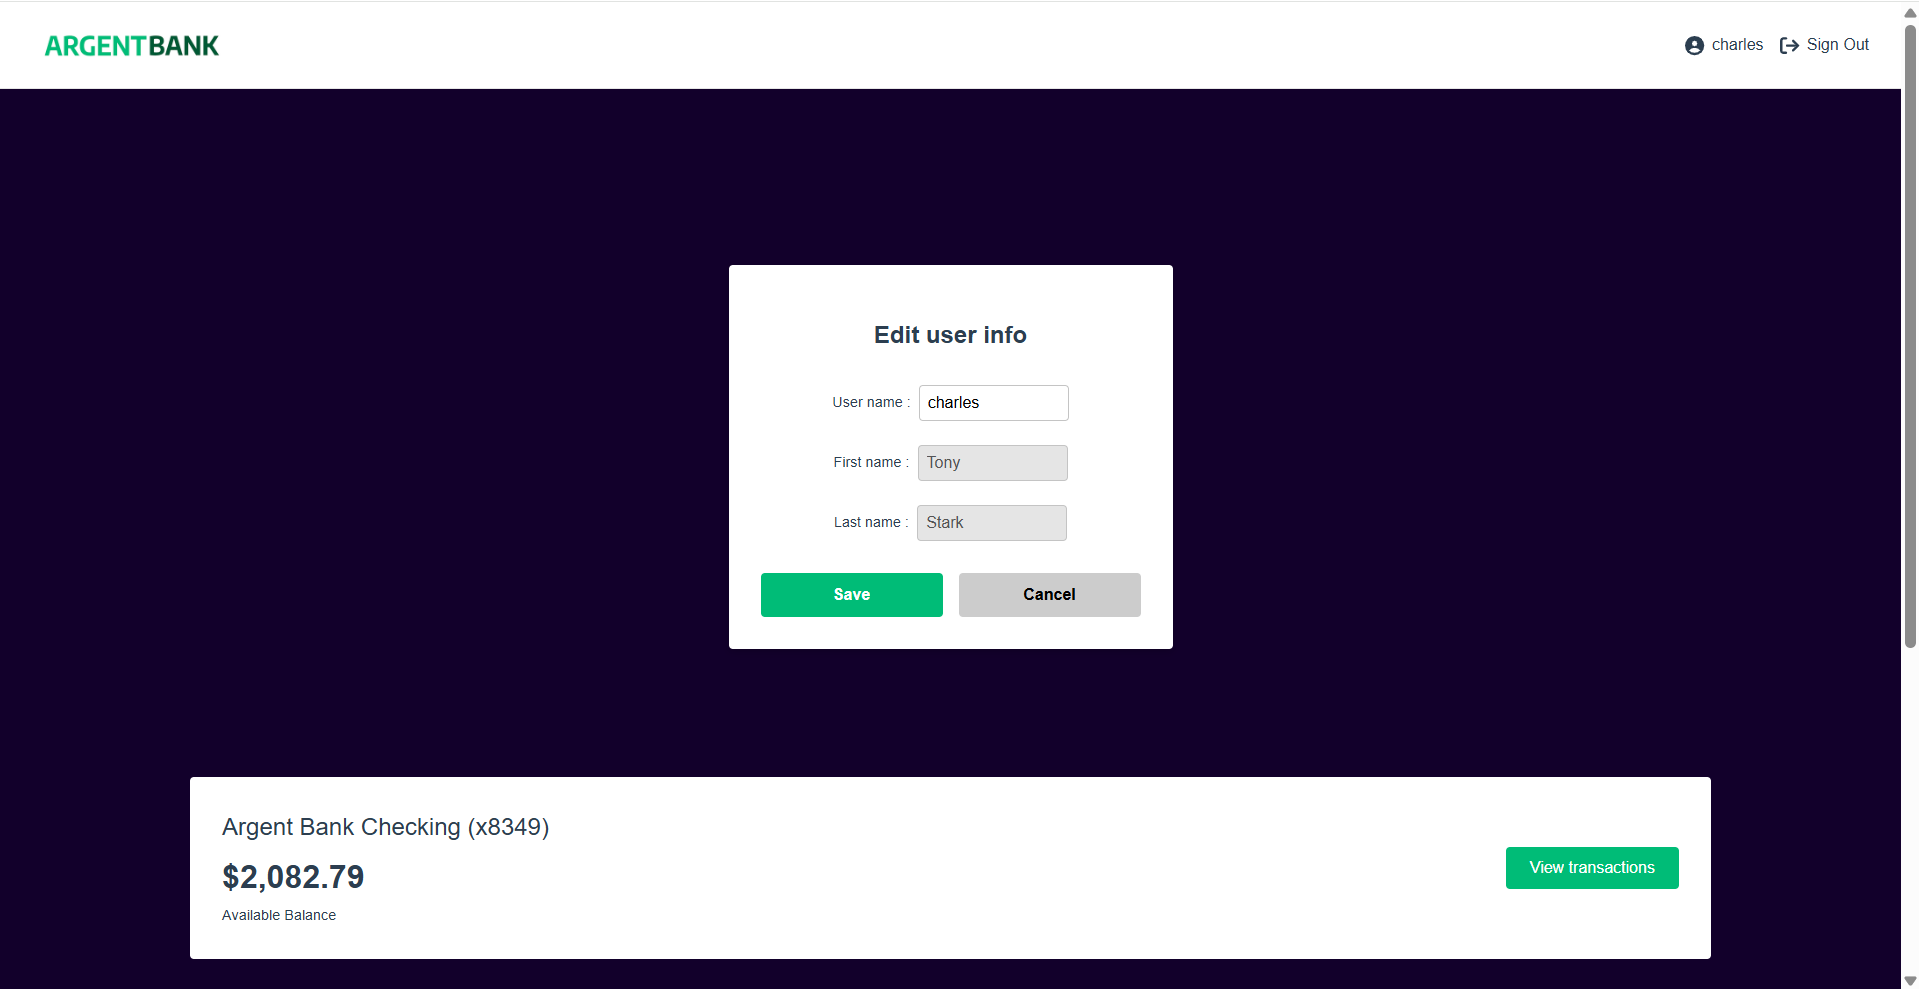 ARGENTBANK
charles Sign Out
Edit user info
User name : charles
First name : Tony
Last name : Stark
Save Cancel
Argent Bank Checking (x8349)
$2,082.79
Available Balance
View transactions